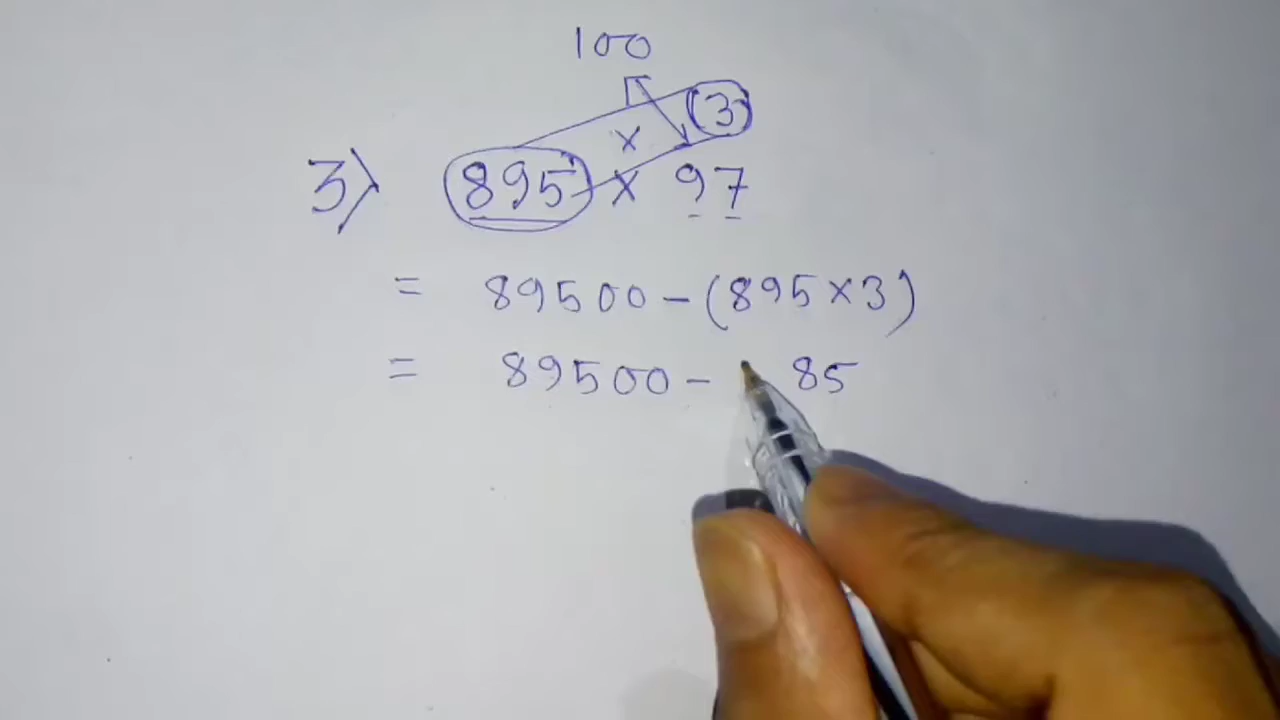 100
(3)
×
3) 895 × 97
= 89500 - (895×3)
= 89500 - 85